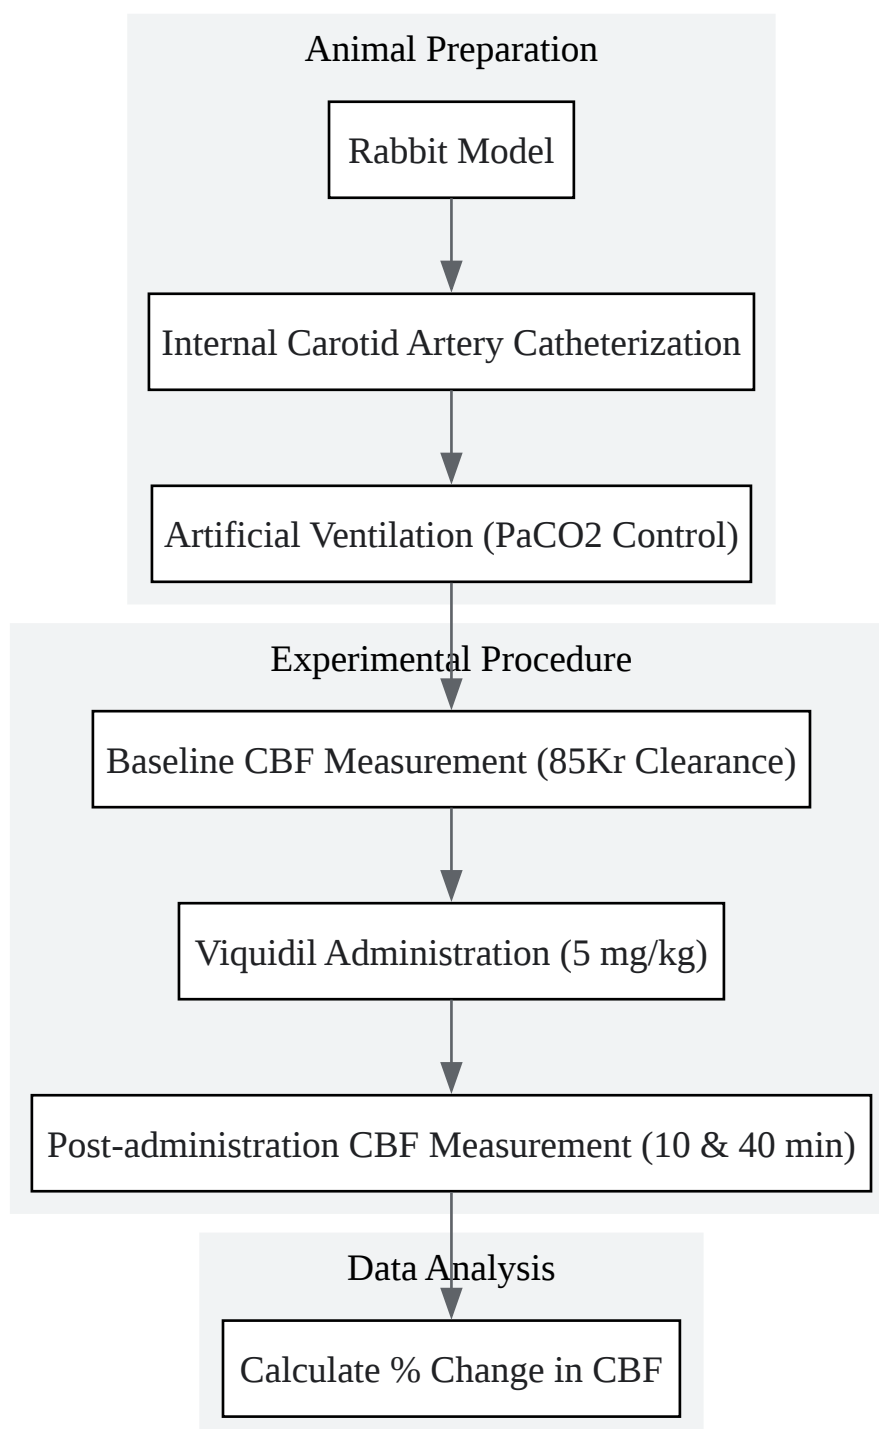 Animal Preparation
Rabbit Model
Internal Carotid Artery Catheterization
Artificial Ventilation (PaCO2 Control)
Experimental Procedure
Baseline CBF Measurement (85Kr Clearance)
Viquidil Administration (5 mg/kg)
Post-administration CBF Measurement (10 & 40 min)
Data Analysis
Calculate % Change in CBF